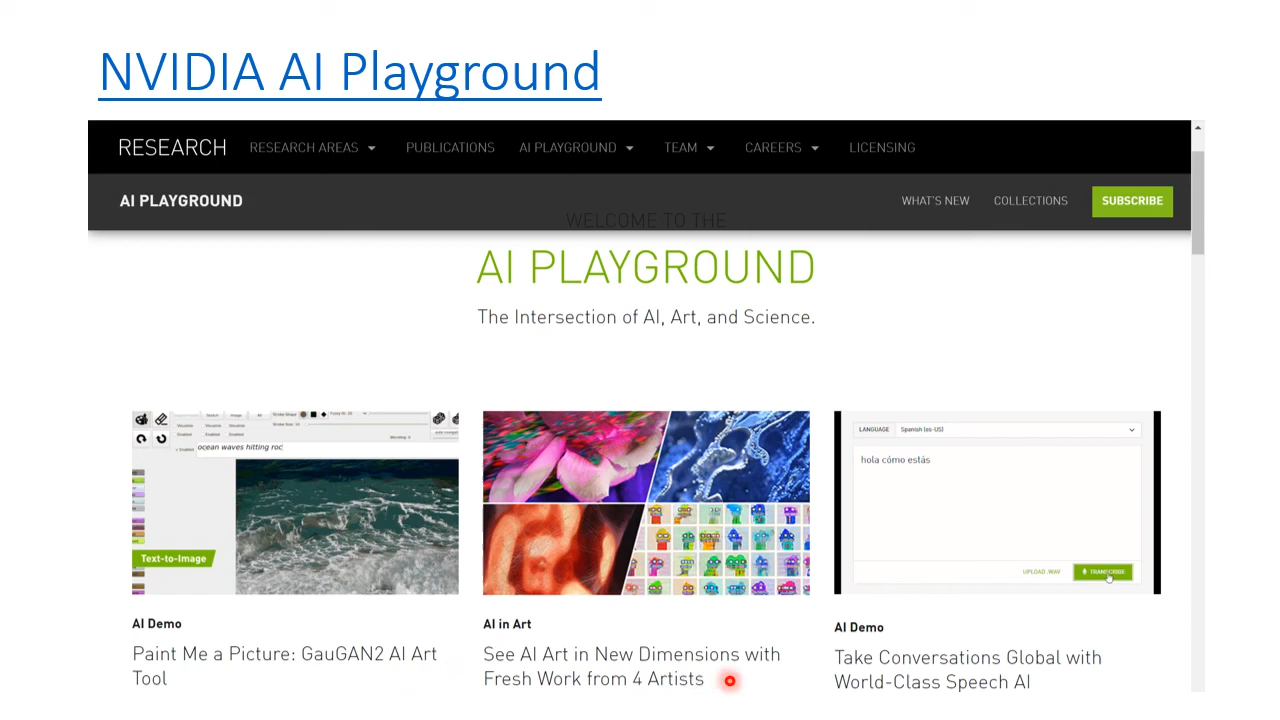 NVIDIA AI Playground
RESEARCH RESEARCH AREAS PUBLICATIONS AI PLAYGROUND TEAM CAREERS LICENSING
AI PLAYGROUND WHAT'S NEW COLLECTIONS SUBSCRIBE
WELCOME TO THE
AI PLAYGROUND
The Intersection of AI, Art, and Science.
ocean waves hitting roc
Text-to-Image
LANGUAGE Spanish (es-US)
hola cómo estás
UPLOAD .WAV TRANSCRIBE
AI Demo
Paint Me a Picture: GauGAN2 AI Art
Tool
AI in Art
See AI Art in New Dimensions with
Fresh Work from 4 Artists
AI Demo
Take Conversations Global with
World-Class Speech AI